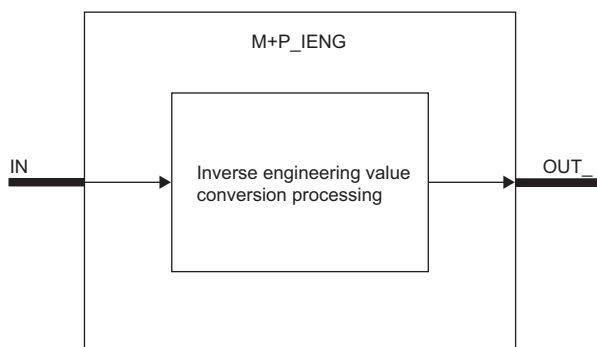 M+P_IENG
IN
Inverse engineering value
conversion processing
OUT_